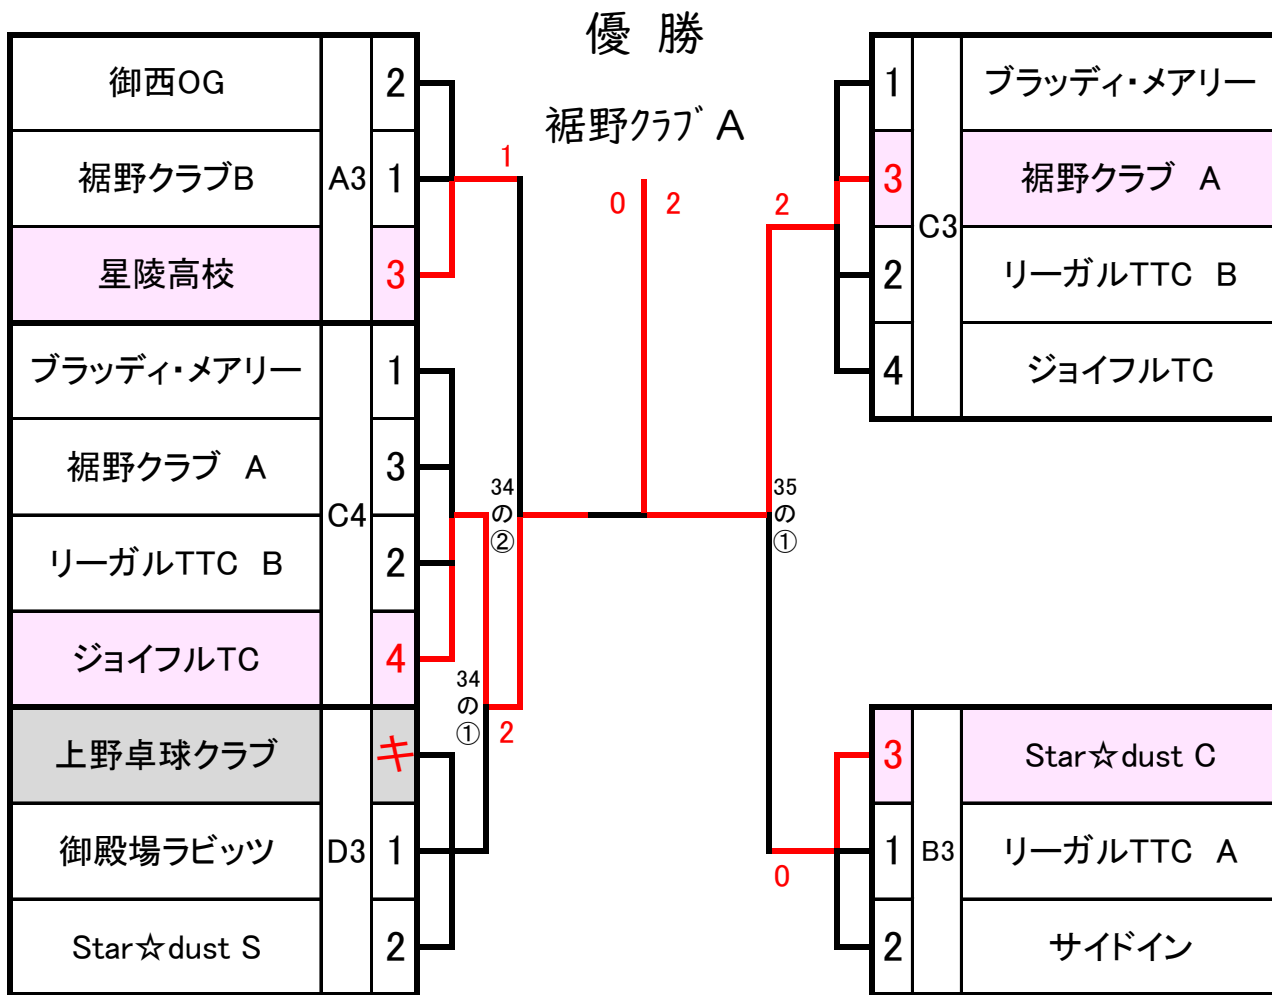 優 勝
裾野クラブ A
御西OG
2
裾野クラブB
A3
1
星陵高校
3
ブラッディ・メアリー
1
裾野クラブ A
3
C4
リーガルTTC B
2
ジョイフルTC
4
上野卓球クラブ
キ
御殿場ラビッツ
D3
1
Star☆dust S
2
1
34の②
34の①
2
0 2
2
35の①
0
1
ブラッディ・メアリー
3
裾野クラブ A
C3
2
リーガルTTC B
4
ジョイフルTC
3
Star☆dust C
1
B3
リーガルTTC A
2
サイドイン